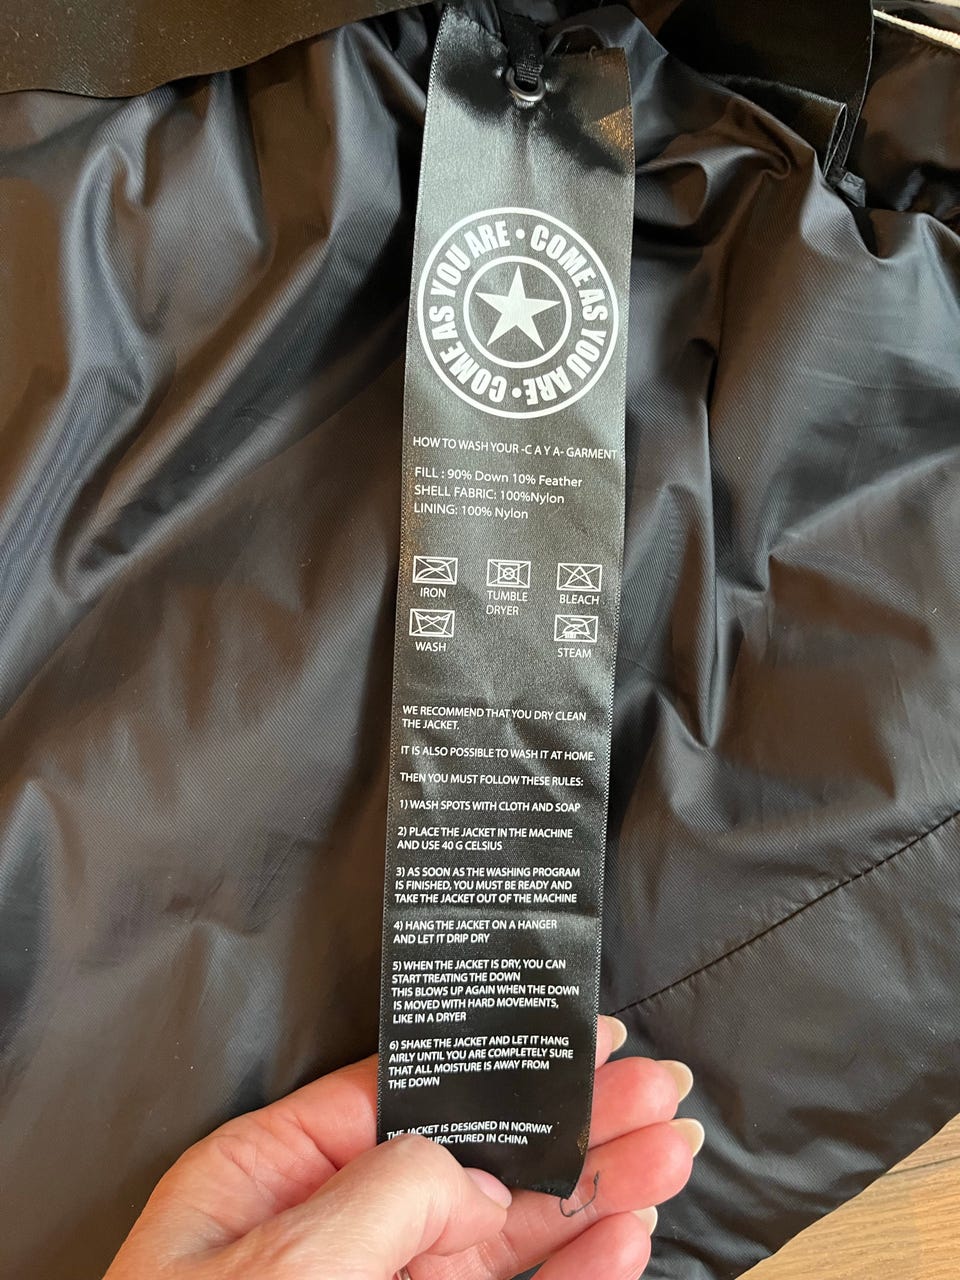 COME AS YOU ARE • COME AS YOU ARE •
HOW TO WASH YOUR -C A Y A- GARMENT
FILL : 90% Down 10% Feather
SHELL FABRIC: 100%Nylon
LINING: 100% Nylon
IRON
TUMBLE
DRYER
BLEACH
WASH
STEAM
WE RECOMMEND THAT YOU DRY CLEAN
THE JACKET.
IT IS ALSO POSSIBLE TO WASH IT AT HOME.
THEN YOU MUST FOLLOW THESE RULES:
1) WASH SPOTS WITH CLOTH AND SOAP
2) PLACE THE JACKET IN THE MACHINE
AND USE 40 G CELSIUS
3) AS SOON AS THE WASHING PROGRAM
IS FINISHED, YOU MUST BE READY AND
TAKE THE JACKET OUT OF THE MACHINE
4) HANG THE JACKET ON A HANGER
AND LET IT DRIP DRY
5) WHEN THE JACKET IS DRY, YOU CAN
START TREATING THE DOWN
THIS BLOWS UP AGAIN WHEN THE DOWN
IS MOVED WITH HARD MOVEMENTS,
LIKE IN A DRYER
6) SHAKE THE JACKET AND LET IT HANG
AIRLY UNTIL YOU ARE COMPLETELY SURE
THAT ALL MOISTURE IS AWAY FROM
THE DOWN
THE JACKET IS DESIGNED IN NORWAY
IN CHINA